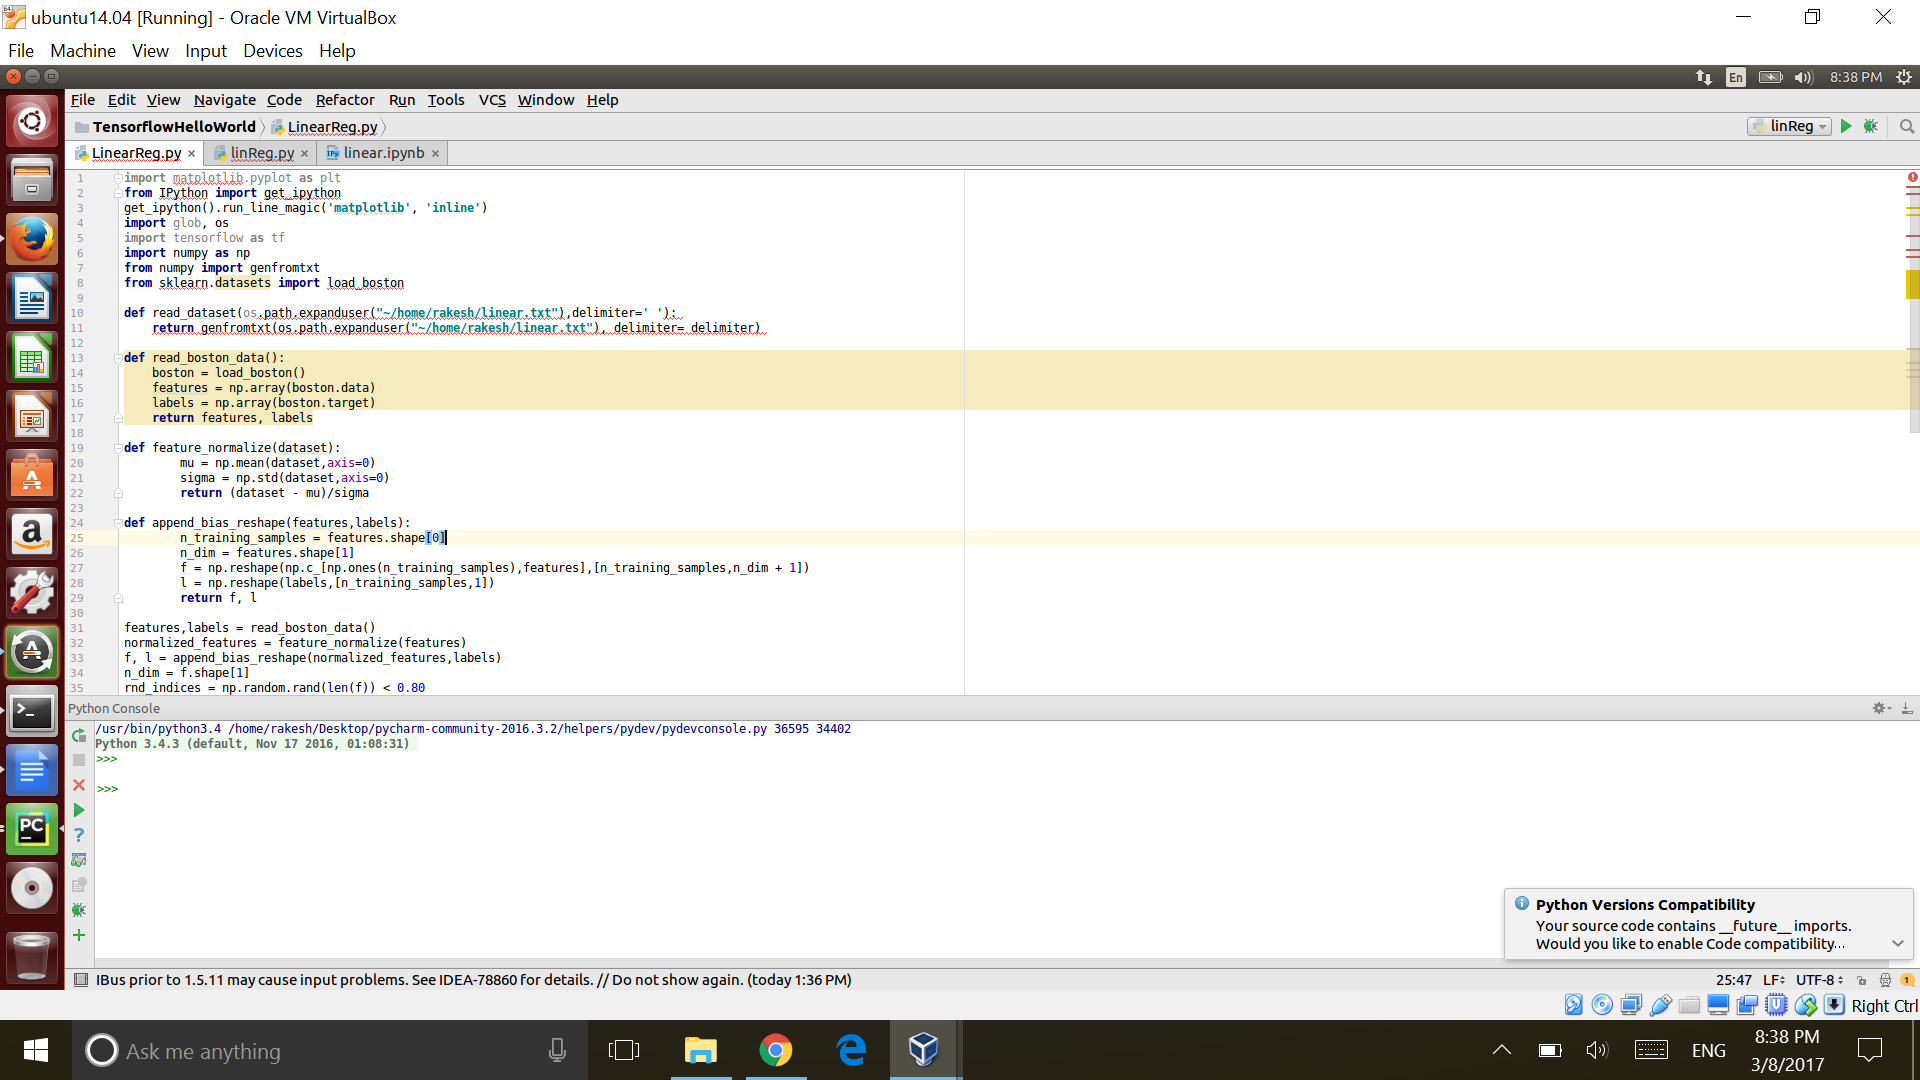 ubuntu14.04 [Running] - Oracle VM VirtualBox
File Machine View Input Devices Help
En 8:38 PM
File Edit View Navigate Code Refactor Run Tools VCS Window Help
TensorflowHelloWorld LinearReg.py linReg
LinearReg.py × linReg.py × linear.ipynb ×
1 import matplotlib.pyplot as plt
2 from IPython import get_ipython
3 get_ipython().run_line_magic('matplotlib', 'inline')
4 import glob, os
5 import tensorflow as tf
6 import numpy as np
7 from numpy import genfromtxt
8 from sklearn.datasets import load_boston
9
10 def read_dataset(os.path.expanduser("~/home/rakesh/linear.txt"),delimiter=' '):
11 return genfromtxt(os.path.expanduser("~/home/rakesh/linear.txt"), delimiter= delimiter)
12
13 def read_boston_data():
14 boston = load_boston()
15 features = np.array(boston.data)
16 labels = np.array(boston.target)
17 return features, labels
18
19 def feature_normalize(dataset):
20 mu = np.mean(dataset,axis=0)
21 sigma = np.std(dataset,axis=0)
22 return (dataset - mu)/sigma
23
24 def append_bias_reshape(features,labels):
25 n_training_samples = features.shape[0]
26 n_dim = features.shape[1]
27 f = np.reshape(np.c_[np.ones(n_training_samples),features],[n_training_samples,n_dim + 1])
28 l = np.reshape(labels,[n_training_samples,1])
29 return f, l
30
31 features,labels = read_boston_data()
32 normalized_features = feature_normalize(features)
33 f, l = append_bias_reshape(normalized_features,labels)
34 n_dim = f.shape[1]
35 rnd_indices = np.random.rand(len(f)) < 0.80
Python Console
/usr/bin/python3.4 /home/rakesh/Desktop/pycharm-community-2016.3.2/helpers/pydev/pydevconsole.py 36595 34402
Python 3.4.3 (default, Nov 17 2016, 01:08:31)
>>>
>>>
PC
Python Versions Compatibility
Your source code contains __future__ imports.
Would you like to enable Code compatibility...
IBus prior to 1.5.11 may cause input problems. See IDEA-78860 for details. // Do not show again. (today 1:36 PM)
25:47 LF UTF-8 1
Right Ctrl
Ask me anything
ENG
8:38 PM
3/8/2017